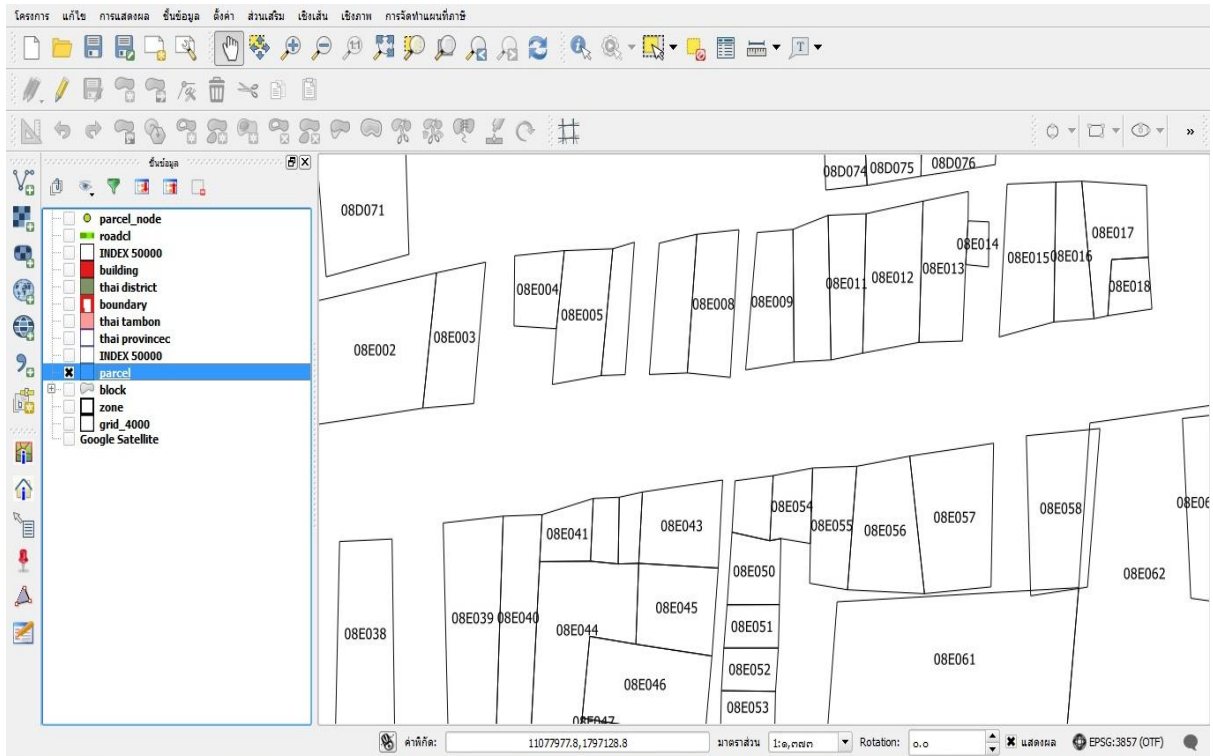 โครงการ แก้ไข การแสดงผล ชั้นข้อมูล ตั้งค่า ส่วนเสริม เชิงเส้น เชิงภาพ การจัดทำแผนที่ภาษี
ชั้นข้อมูล
parcel_node
roadcl
INDEX 50000
building
thai district
boundary
thai tambon
thai provincec
INDEX 50000
parcel
block
zone
grid_4000
Google Satellite
08D074 08D075 08D076
08D071
08E014 08E017
08E015 08E016
08E004 08E005 08E008 08E009 08E011 08E012 08E013 08E018
08E002 08E003
08E041 08E043 08E054 08E055 08E056 08E057 08E058
08E050 08E062
08E039 08E040 08E045
08E038 08E044 08E051
08E046 08E052 08E061
08E047 08E053
ค่าพิกัด: 11077977.8,1797128.8 มาตราส่วน 1:๑,๓๗๓ Rotation: ๐.๐ แสดงผล EPSG:3857 (OTF)